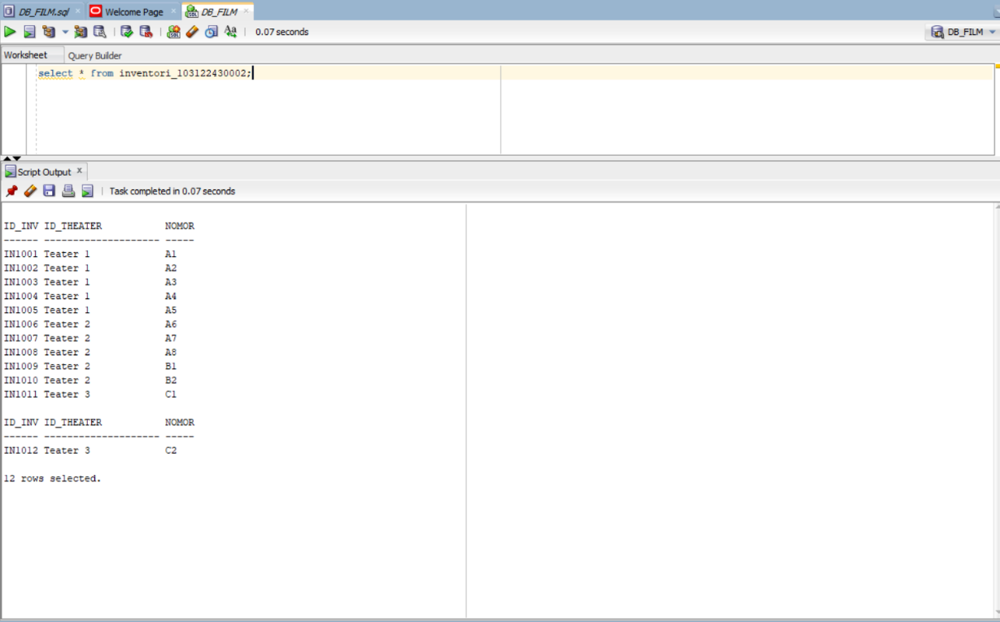 DB_FILM.sql Welcome Page DB_FILM
0.07 seconds DB_FILM
Worksheet Query Builder
select * from inventori_103122430002;
Script Output
Task completed in 0.07 seconds
ID_INV ID_THEATER NOMOR
------ -------------------- -----
IN1001 Teater 1 A1
IN1002 Teater 1 A2
IN1003 Teater 1 A3
IN1004 Teater 1 A4
IN1005 Teater 1 A5
IN1006 Teater 2 A6
IN1007 Teater 2 A7
IN1008 Teater 2 A8
IN1009 Teater 2 B1
IN1010 Teater 2 B2
IN1011 Teater 3 C1
ID_INV ID_THEATER NOMOR
------ -------------------- -----
IN1012 Teater 3 C2
12 rows selected.